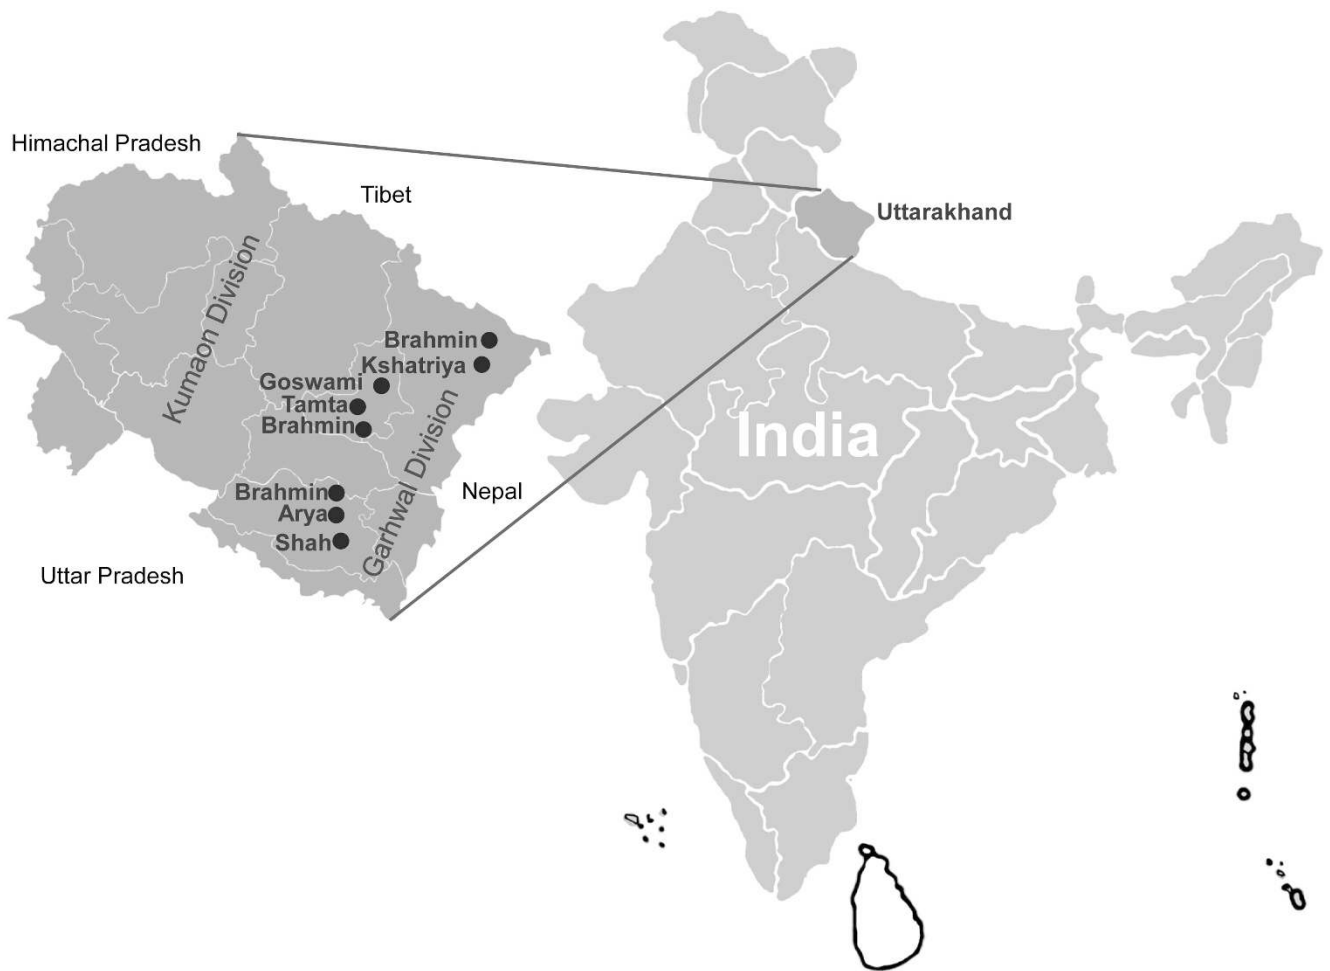 Himachal Pradesh
Tibet
Uttarakhand
Kumaon Division
Brahmin
Kshatriya
Goswami
Tamta
Brahmin
Garhwal Division
India
Brahmin
Nepal
Arya
Shah
Uttar Pradesh